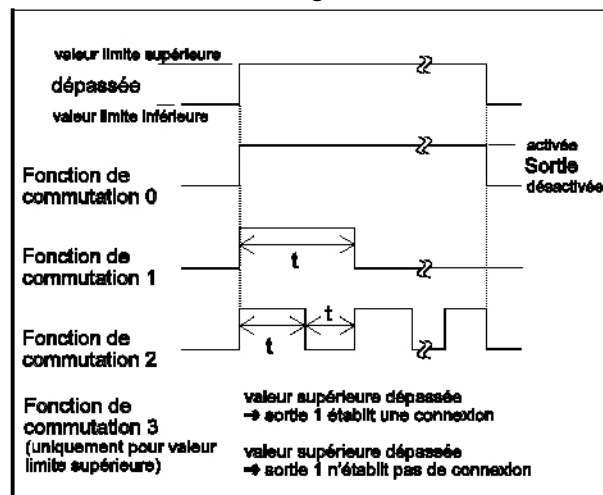 valeur limite supérieure
dépassée
valeur limite inférieure
activée
Sortie
désactivée
Fonction de
commutation 0
Fonction de
commutation 1
t
Fonction de
commutation 2
t
t
Fonction de
commutation 3
(uniquement pour valeur
limite supérieure)
valeur supérieure dépassée
➔ sortie 1 établit une connexion
valeur supérieure dépassée
➔ sortie 1 n'établit pas de connexion